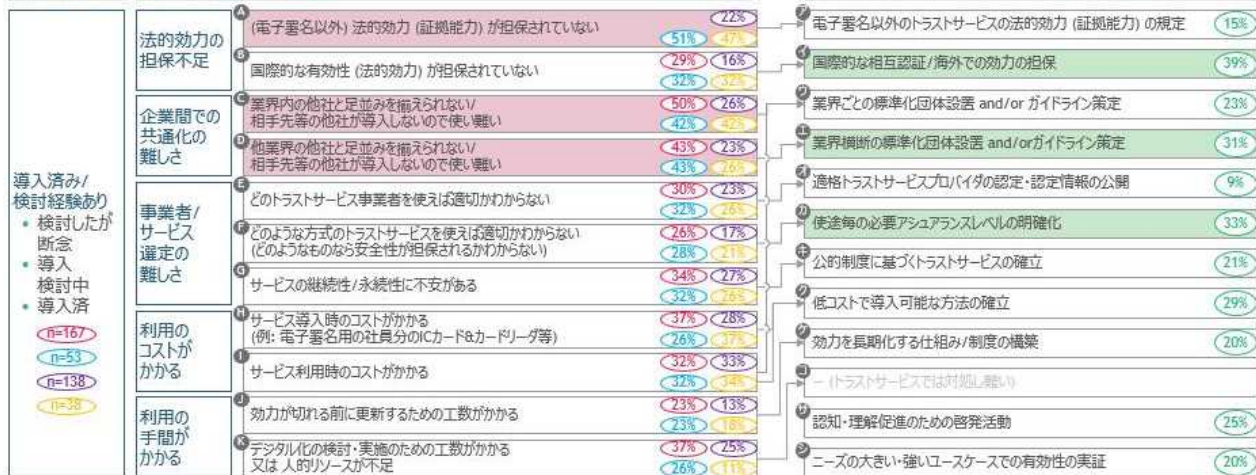 導入済み/
検討経験あり
• 検討したが
断念
• 導入
検討中
• 導入済
n=167
n=53
n=138
n=38
法的効力の
担保不足
A (電子署名以外) 法的効力 (証拠能力) が担保されていない
22%
51% 47%
B 国際的な有効性 (法的効力) が担保されていない
29% 16%
32% 32%
企業間での
共通化の
難しさ
C 業界内の他社と足並みを揃えられない/
相手先等の他社が導入しないので使い難い
50% 26%
42% 42%
D 他業界の他社と足並みを揃えられない/
相手先等の他社が導入しないので使い難い
43% 23%
43% 26%
事業者/
サービス
選定の
難しさ
E どのトラストサービス事業者を使えば適切かわからない
30% 23%
32% 26%
F どのような方式のトラストサービスを使えば適切かわからない
(どのようなものなら安全性が担保されるかわからない)
26% 17%
28% 21%
G サービスの継続性/永続性に不安がある
34% 27%
32% 26%
利用の
コストが
かかる
H サービス導入時のコストがかかる
(例: 電子署名用の社員分のICカード&カードリーダ等)
37% 28%
26% 37%
I サービス利用時のコストがかかる
32% 33%
32% 34%
利用の
手間が
かかる
J 効力が切れる前に更新するための工数がかかる
23% 13%
23% 18%
K デジタル化の検討・実施のための工数がかかる
又は 人的リソースが不足
37% 25%
26% 11%
ア 電子署名以外のトラストサービスの法的効力 (証拠能力) の規定 15%
イ 国際的な相互認証/海外での効力の担保 39%
ウ 業界ごとの標準化団体設置 and/or ガイドライン策定 23%
エ 業界横断の標準化団体設置 and/orガイドライン策定 31%
オ 適格トラストサービスプロバイダの認定・認定情報の公開 9%
カ 使途毎の必要アシュアランスレベルの明確化 33%
キ 公的制度に基づくトラストサービスの確立 21%
ク 低コストで導入可能な方法の確立 29%
ケ 効力を長期化する仕組み/制度の構築 20%
コ − (トラストサービスでは対処し難い)
サ 認知・理解促進のための啓発活動 25%
シ ニーズの大きい・強いユースケースでの有効性の実証 20%